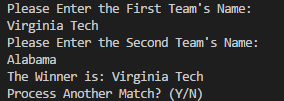 Please Enter the First Team's Name:
Virginia Tech
Please Enter the Second Team's Name:
Alabama
The Winner is: Virginia Tech
Process Another Match? (Y/N)